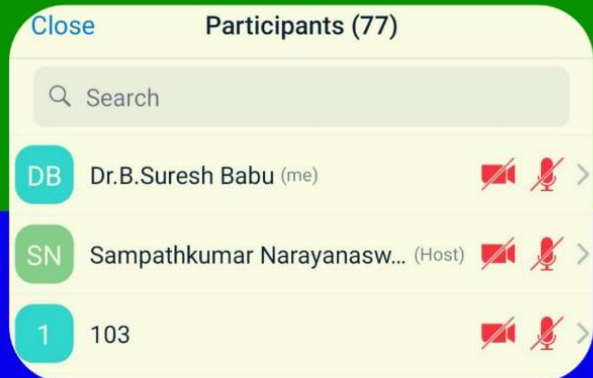 Close Participants (77)
Search
DB Dr.B.Suresh Babu (me)
SN Sampathkumar Narayanasw... (Host)
1 103